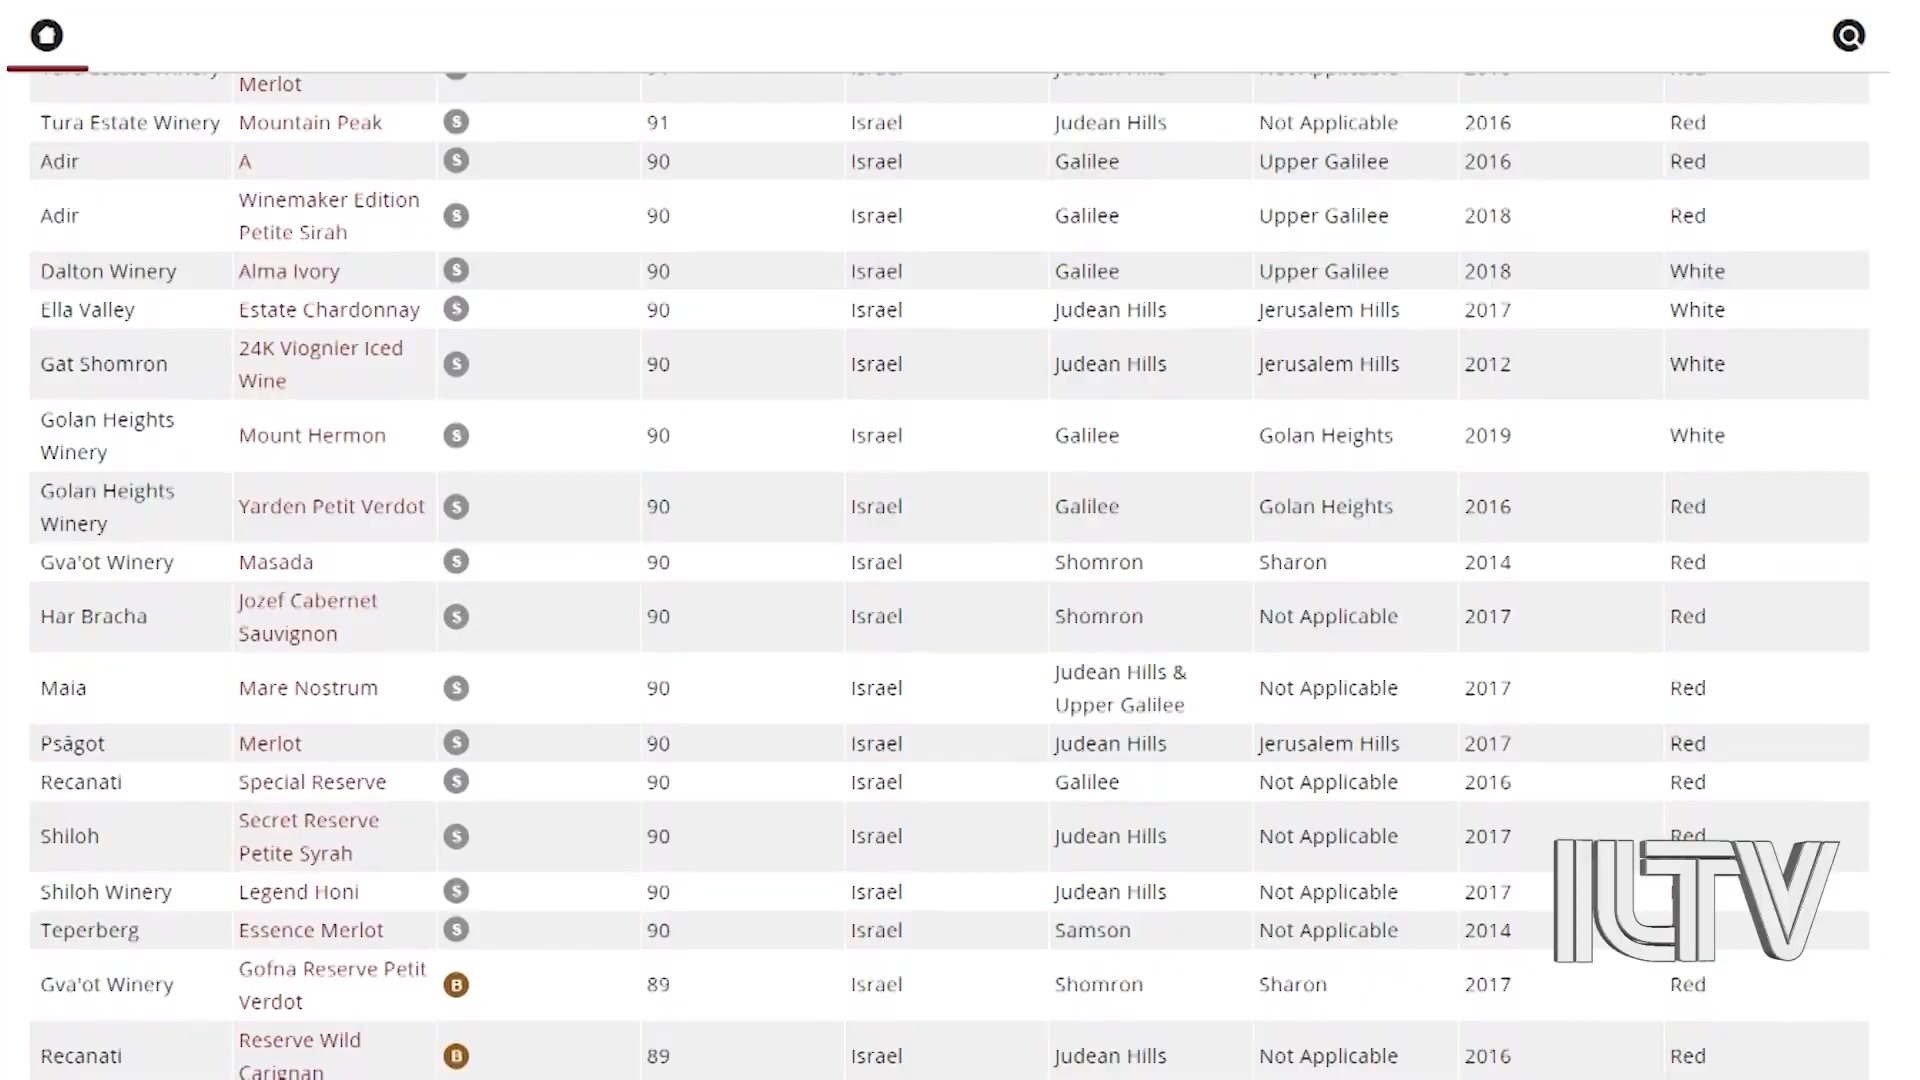 Merlot
Tura Estate Winery Mountain Peak S 91 Israel Judean Hills Not Applicable 2016 Red
Adir A S 90 Israel Galilee Upper Galilee 2016 Red
Winemaker Edition
Adir S 90 Israel Galilee Upper Galilee 2018 Red
Petite Sirah
Dalton Winery Alma Ivory S 90 Israel Galilee Upper Galilee 2018 White
Ella Valley Estate Chardonnay S 90 Israel Judean Hills Jerusalem Hills 2017 White
24K Viognier Iced
Gat Shomron S 90 Israel Judean Hills Jerusalem Hills 2012 White
Wine
Golan Heights
Mount Hermon S 90 Israel Galilee Golan Heights 2019 White
Winery
Golan Heights
Yarden Petit Verdot S 90 Israel Galilee Golan Heights 2016 Red
Winery
Gva'ot Winery Masada S 90 Israel Shomron Sharon 2014 Red
Jozef Cabernet
Har Bracha S 90 Israel Shomron Not Applicable 2017 Red
Sauvignon
Judean Hills &
Maia Mare Nostrum S 90 Israel Not Applicable 2017 Red
Upper Galilee
Psâgot Merlot S 90 Israel Judean Hills Jerusalem Hills 2017 Red
Recanati Special Reserve S 90 Israel Galilee Not Applicable 2016 Red
Secret Reserve
Shiloh S 90 Israel Judean Hills Not Applicable 2017 Red
Petite Syrah
Shiloh Winery Legend Honi S 90 Israel Judean Hills Not Applicable 2017
Teperberg Essence Merlot S 90 Israel Samson Not Applicable 2014
ILTV
Gofna Reserve Petit
Gva'ot Winery B 89 Israel Shomron Sharon 2017 Red
Verdot
Reserve Wild
Recanati B 89 Israel Judean Hills Not Applicable 2016 Red
Carignan